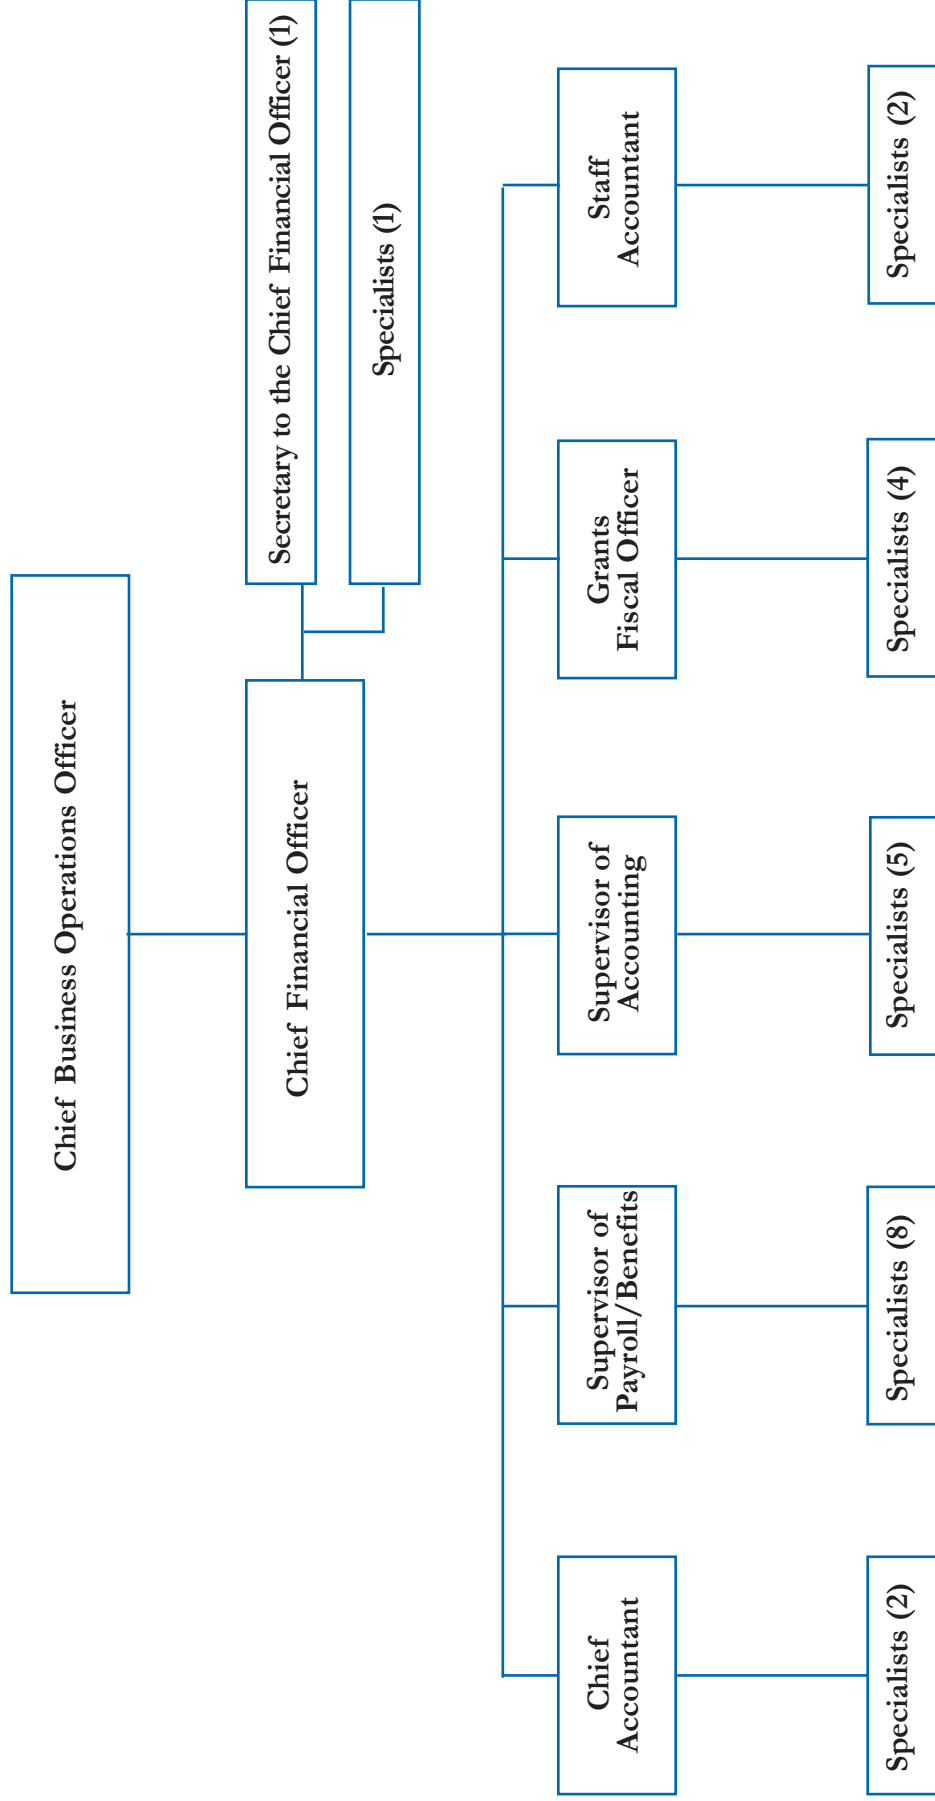 Chief Business Operations Officer
Chief Financial Officer
Secretary to the Chief Financial Officer (1)
Specialists (1)
Chief
Accountant
Supervisor of
Payroll/Benefits
Supervisor of
Accounting
Grants
Fiscal Officer
Staff
Accountant
Specialists (2)
Specialists (8)
Specialists (5)
Specialists (4)
Specialists (2)